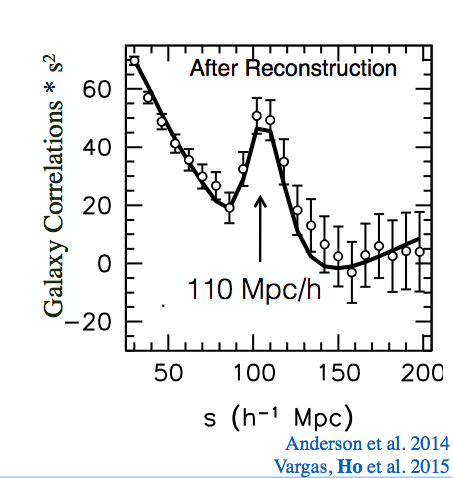 After Reconstruction
Galaxy Correlations * s²
60
40
20
0
−20
110 Mpc/h
50 100 150 200
s (h⁻¹ Mpc)
Anderson et al. 2014
Vargas, Ho et al. 2015